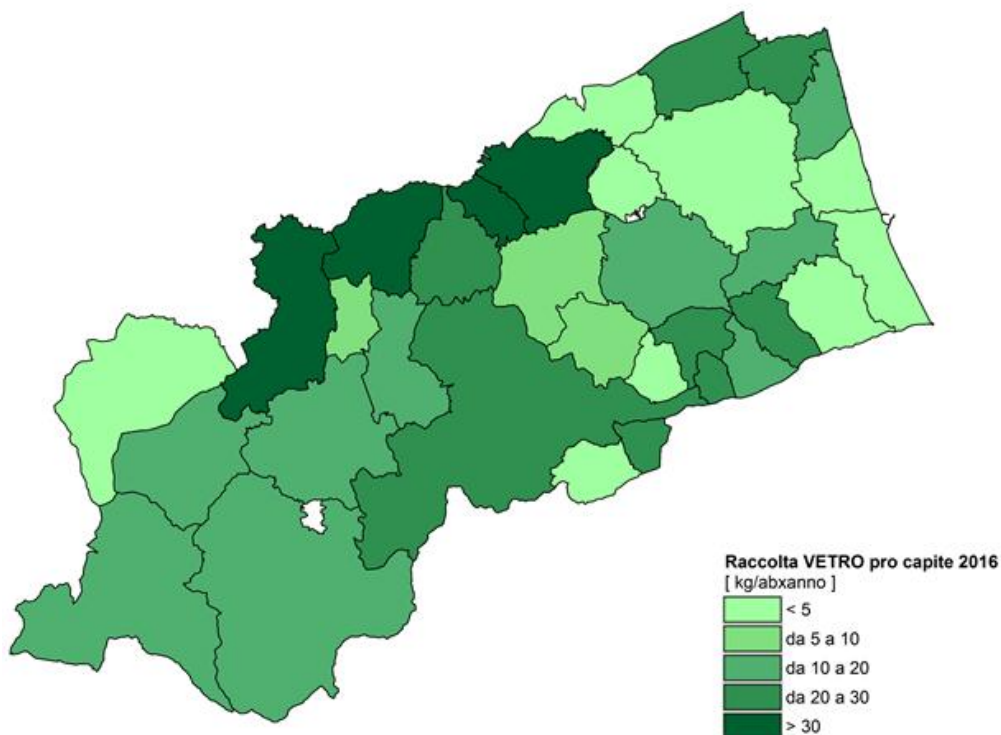 Raccolta VETRO pro capite 2016
[ kg/abxanno ]
< 5
da 5 a 10
da 10 a 20
da 20 a 30
> 30